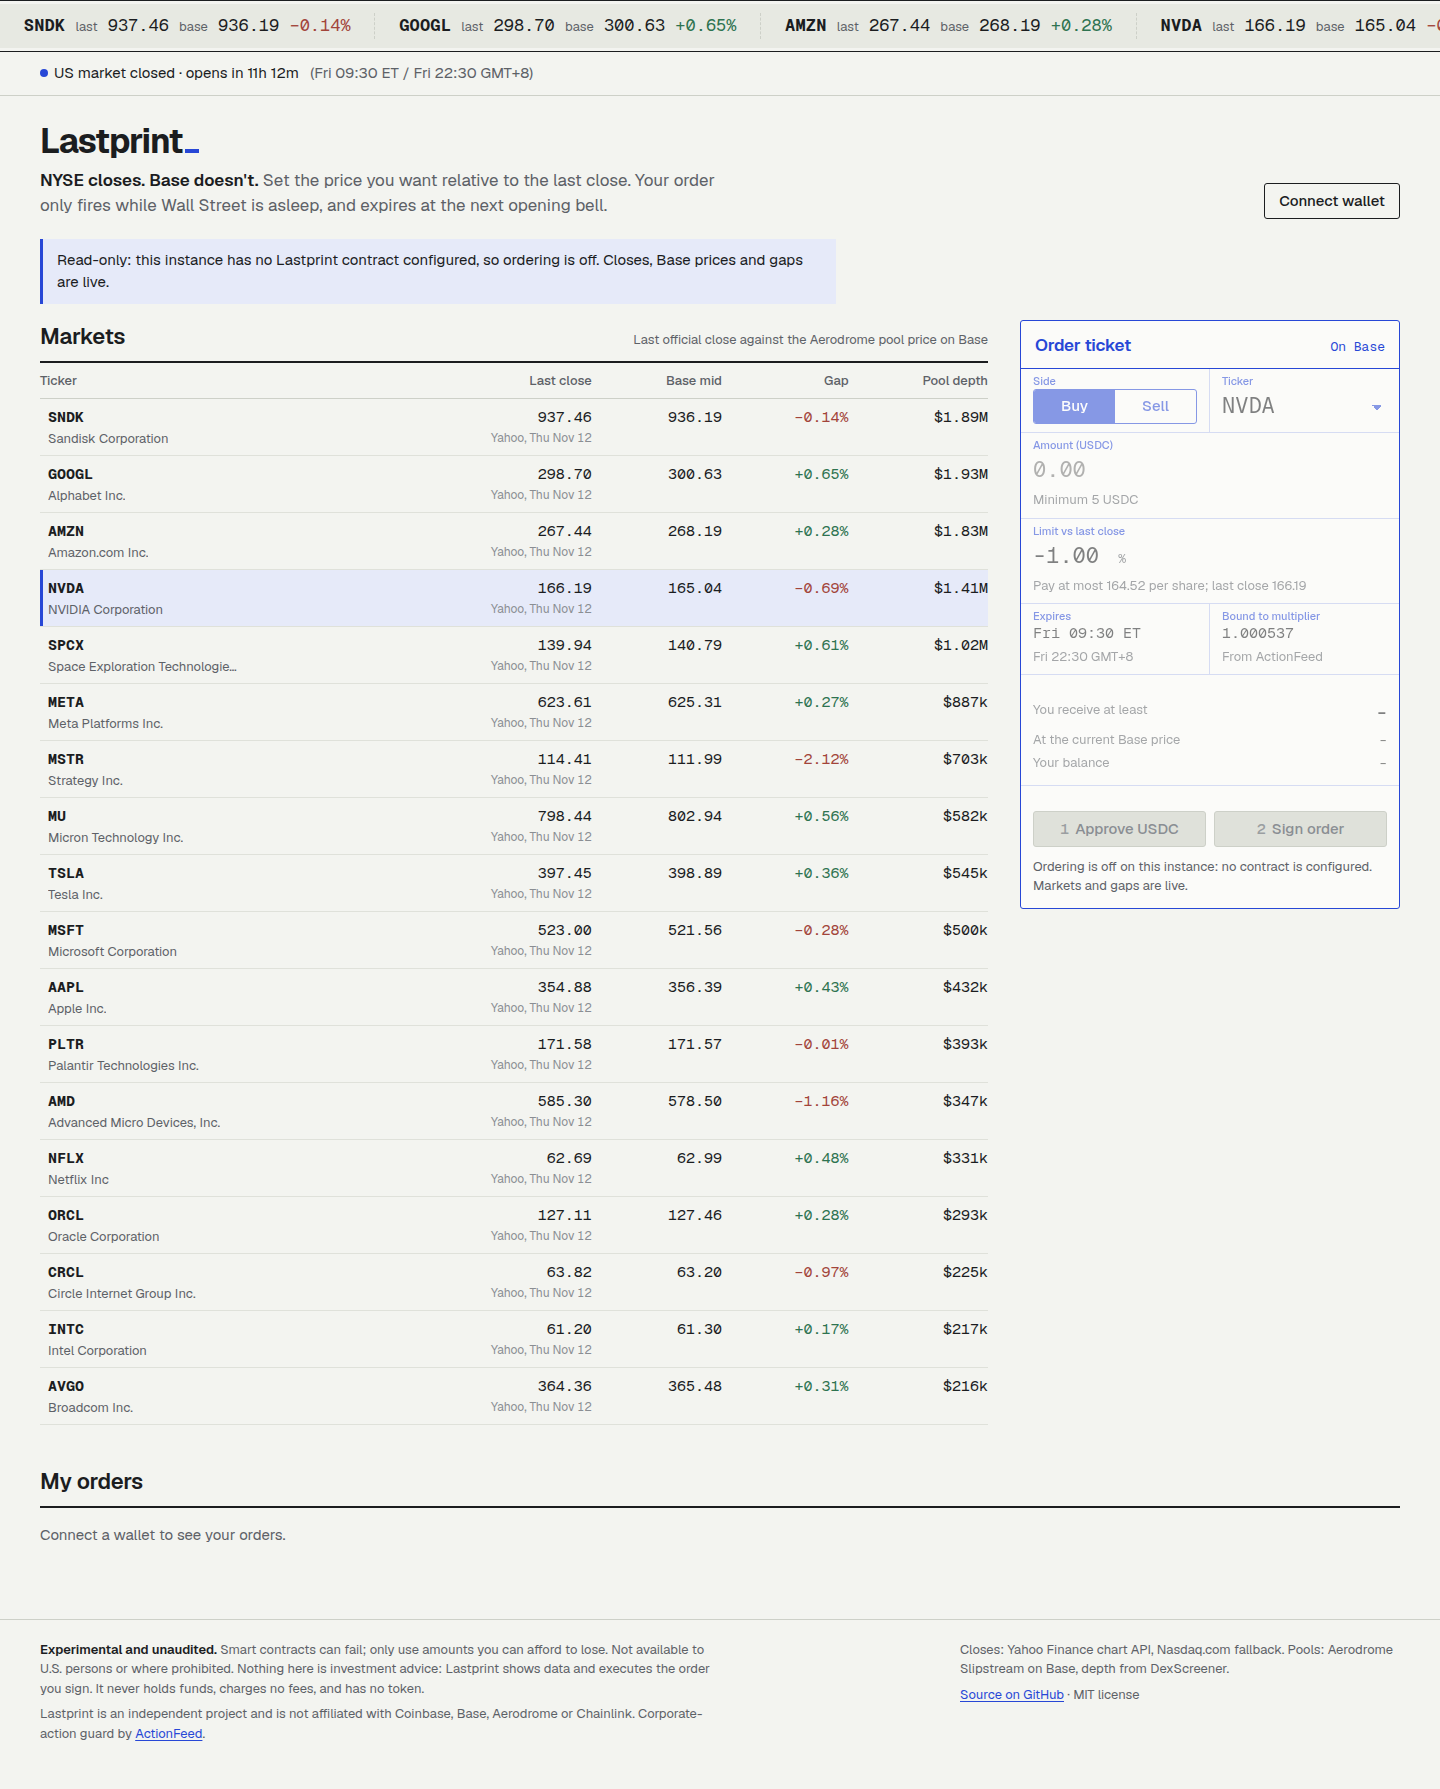 SNDK last 937.46 base 936.19 −0.14% GOOGL last 298.70 base 300.63 +0.65% AMZN last 267.44 base 268.19 +0.28% NVDA last 166.19 base 165.04
US market closed · opens in 11h 12m (Fri 09:30 ET / Fri 22:30 GMT+8)
Lastprint_
NYSE closes. Base doesn't. Set the price you want relative to the last close. Your order
only fires while Wall Street is asleep, and expires at the next opening bell.
Connect wallet
Read-only: this instance has no Lastprint contract configured, so ordering is off. Closes, Base prices and gaps
are live.
Markets
Last official close against the Aerodrome pool price on Base
Ticker Last close Base mid Gap Pool depth
SNDK 937.46 936.19 −0.14% $1.89M
Sandisk Corporation Yahoo, Thu Nov 12
GOOGL 298.70 300.63 +0.65% $1.93M
Alphabet Inc. Yahoo, Thu Nov 12
AMZN 267.44 268.19 +0.28% $1.83M
Amazon.com Inc. Yahoo, Thu Nov 12
NVDA 166.19 165.04 −0.69% $1.41M
NVIDIA Corporation Yahoo, Thu Nov 12
SPCX 139.94 140.79 +0.61% $1.02M
Space Exploration Technologie… Yahoo, Thu Nov 12
META 623.61 625.31 +0.27% $887k
Meta Platforms Inc. Yahoo, Thu Nov 12
MSTR 114.41 111.99 −2.12% $703k
Strategy Inc. Yahoo, Thu Nov 12
MU 798.44 802.94 +0.56% $582k
Micron Technology Inc. Yahoo, Thu Nov 12
TSLA 397.45 398.89 +0.36% $545k
Tesla Inc. Yahoo, Thu Nov 12
MSFT 523.00 521.56 −0.28% $500k
Microsoft Corporation Yahoo, Thu Nov 12
AAPL 354.88 356.39 +0.43% $432k
Apple Inc. Yahoo, Thu Nov 12
PLTR 171.58 171.57 −0.01% $393k
Palantir Technologies Inc. Yahoo, Thu Nov 12
AMD 585.30 578.50 −1.16% $347k
Advanced Micro Devices, Inc. Yahoo, Thu Nov 12
NFLX 62.69 62.99 +0.48% $331k
Netflix Inc Yahoo, Thu Nov 12
ORCL 127.11 127.46 +0.28% $293k
Oracle Corporation Yahoo, Thu Nov 12
CRCL 63.82 63.20 −0.97% $225k
Circle Internet Group Inc. Yahoo, Thu Nov 12
INTC 61.20 61.30 +0.17% $217k
Intel Corporation Yahoo, Thu Nov 12
AVGO 364.36 365.48 +0.31% $216k
Broadcom Inc. Yahoo, Thu Nov 12
Order ticket On Base
Side Ticker
Buy Sell NVDA
Amount (USDC)
0.00
Minimum 5 USDC
Limit vs last close
-1.00 %
Pay at most 164.52 per share; last close 166.19
Expires Bound to multiplier
Fri 09:30 ET 1.000537
Fri 22:30 GMT+8 From ActionFeed
You receive at least –
At the current Base price –
Your balance –
1 Approve USDC 2 Sign order
Ordering is off on this instance: no contract is configured.
Markets and gaps are live.
My orders
Connect a wallet to see your orders.
Experimental and unaudited. Smart contracts can fail; only use amounts you can afford to lose. Not available to
U.S. persons or where prohibited. Nothing here is investment advice: Lastprint shows data and executes the order
you sign. It never holds funds, charges no fees, and has no token.
Lastprint is an independent project and is not affiliated with Coinbase, Base, Aerodrome or Chainlink. Corporate-
action guard by ActionFeed.
Closes: Yahoo Finance chart API, Nasdaq.com fallback. Pools: Aerodrome
Slipstream on Base, depth from DexScreener.
Source on GitHub · MIT license